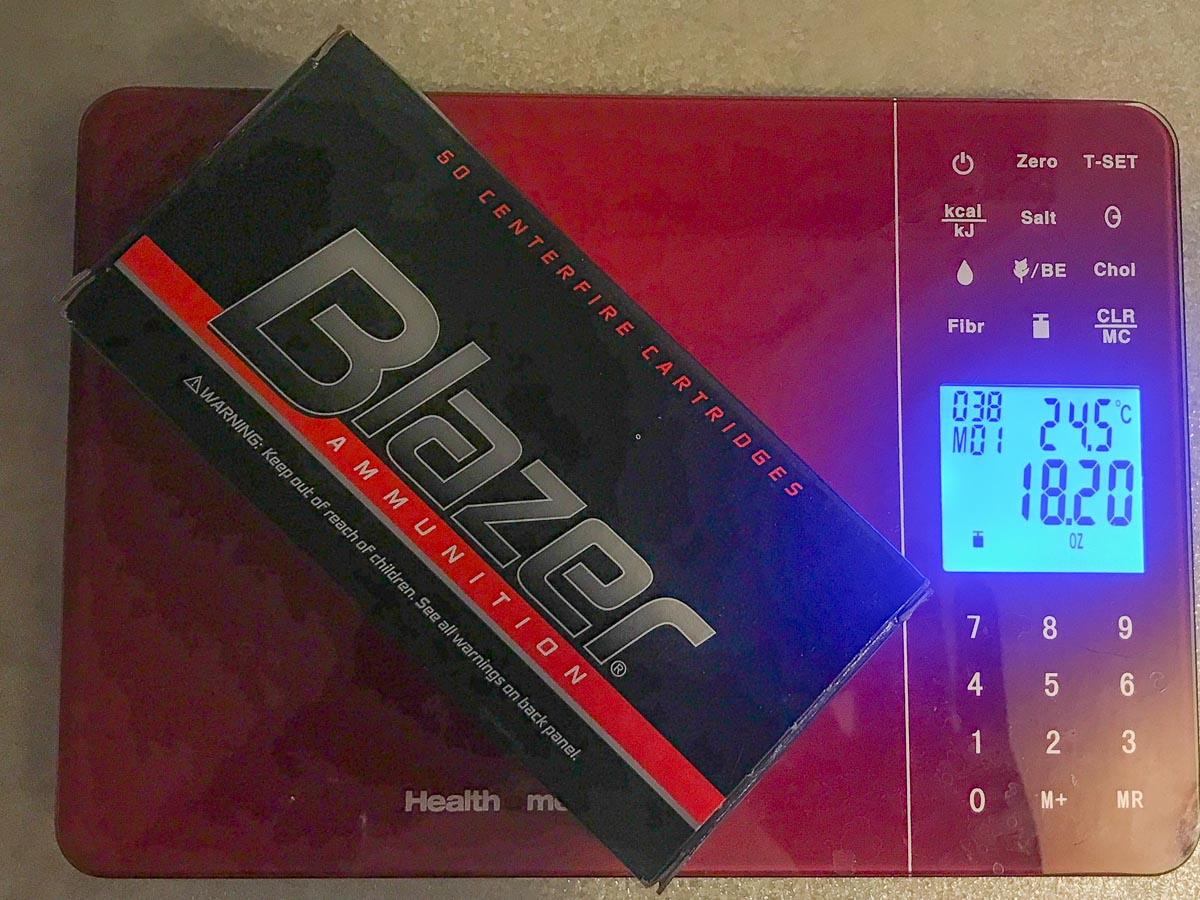 50 CENTERFIRE CARTRIDGES
Blazer®
AMMUNITION
⚠WARNING: Keep out of reach of children. See all warnings on back panel.
Health
Zero T-SET
kcal/kJ Salt
/BE Chol
Fibr CLR/MC
038 24.5°C
M01
18.20
OZ
7 8 9
4 5 6
1 2 3
0 M+ MR